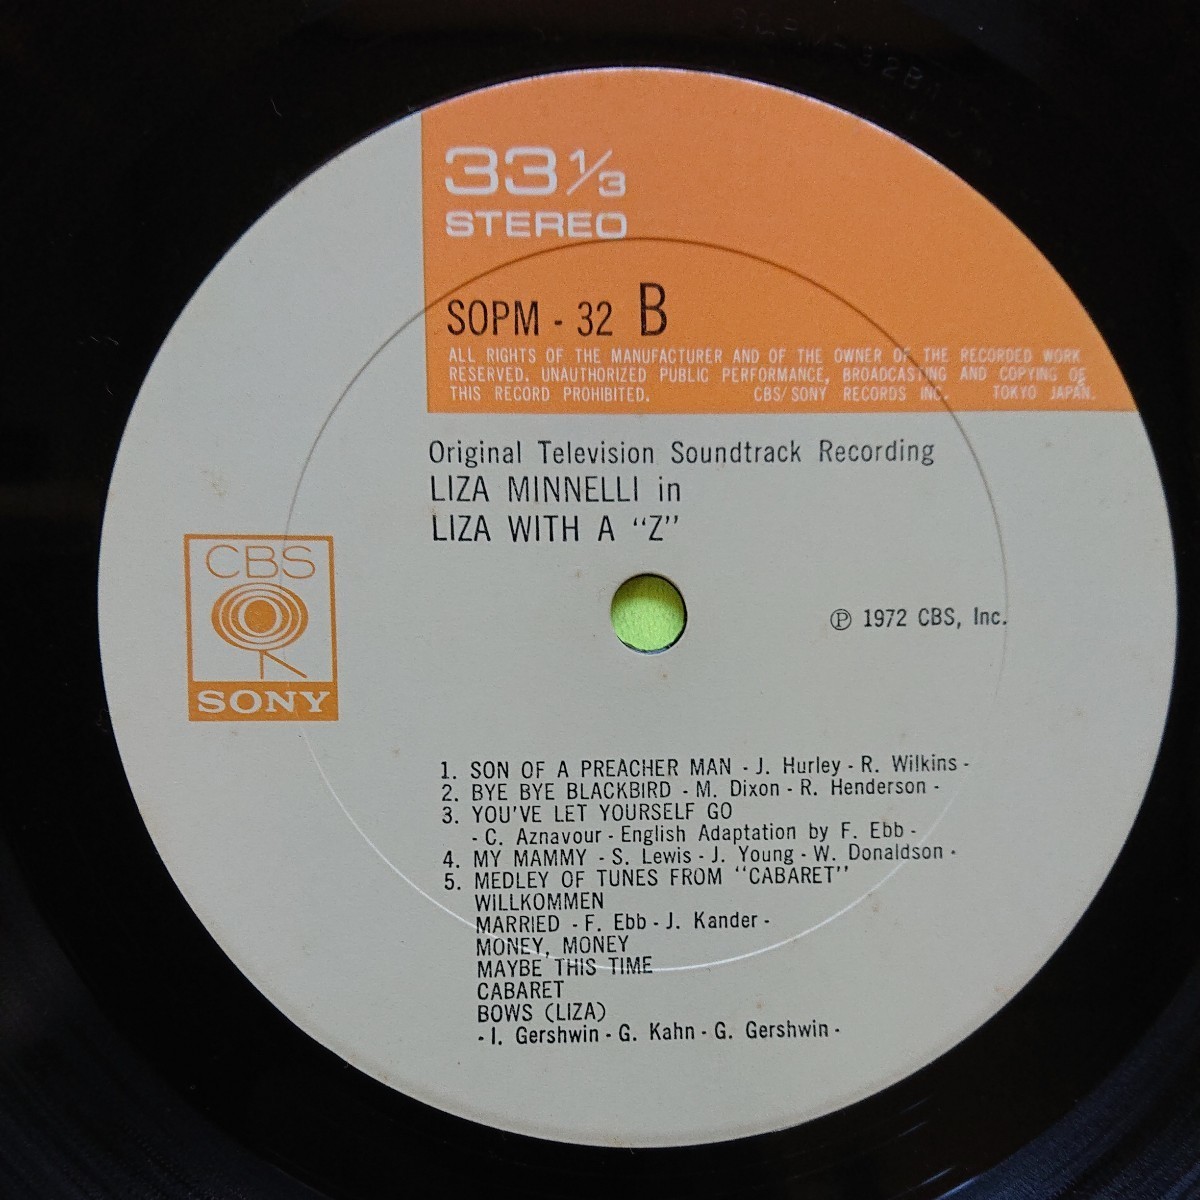 33 1/3
STEREO
SOPM - 32 B
ALL RIGHTS OF THE MANUFACTURER AND OF THE OWNER OF THE RECORDED WORK
RESERVED. UNAUTHORIZED PUBLIC PERFORMANCE, BROADCASTING AND COPYING OF
THIS RECORD PROHIBITED. CBS/SONY RECORDS INC. TOKYO JAPAN.
Original Television Soundtrack Recording
LIZA MINNELLI in
LIZA WITH A "Z"
CBS
SONY
Ⓟ 1972 CBS, Inc.
1. SON OF A PREACHER MAN - J. Hurley - R. Wilkins -
2. BYE BYE BLACKBIRD - M. Dixon - R. Henderson -
3. YOU'VE LET YOURSELF GO
- C. Aznavour - English Adaptation by F. Ebb -
4. MY MAMMY - S. Lewis - J. Young - W. Donaldson -
5. MEDLEY OF TUNES FROM "CABARET"
WILLKOMMEN
MARRIED - F. Ebb - J. Kander -
MONEY, MONEY
MAYBE THIS TIME
CABARET
BOWS (LIZA)
- I. Gershwin - G. Kahn - G. Gershwin -